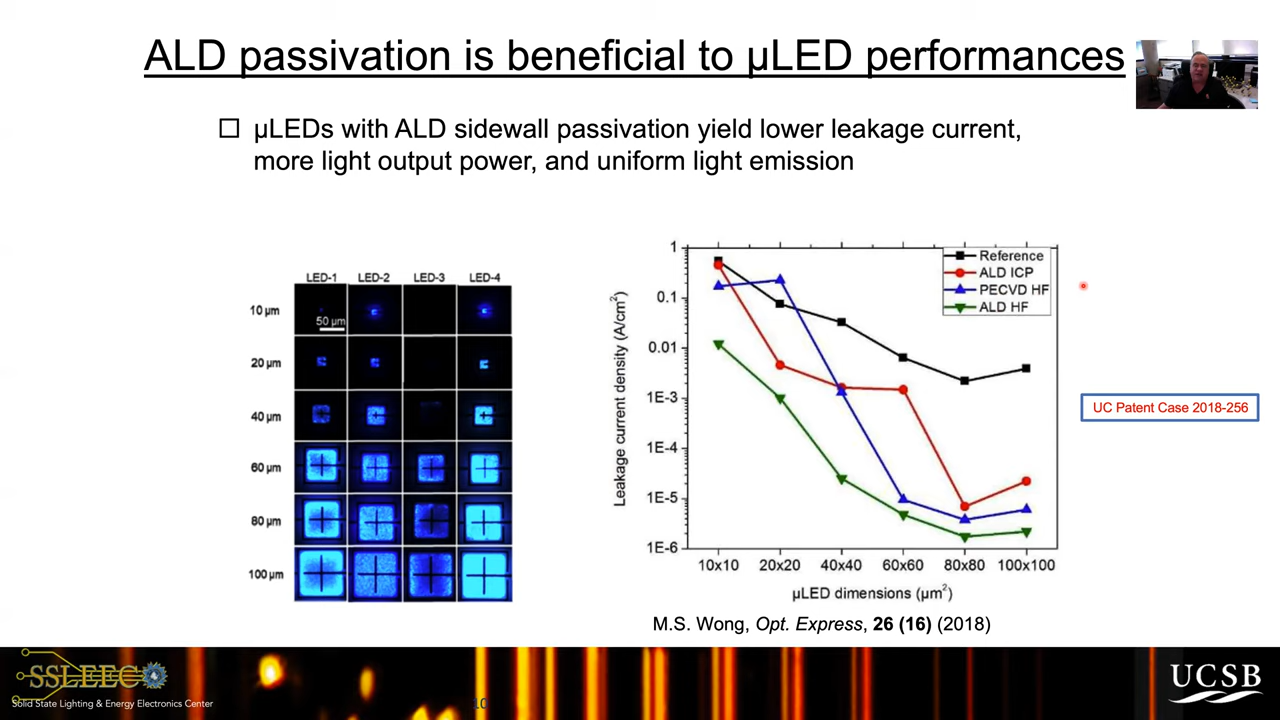 ALD passivation is beneficial to µLED performances
µLEDs with ALD sidewall passivation yield lower leakage current,
more light output power, and uniform light emission
LED-1 LED-2 LED-3 LED-4
10 µm
50 µm
20 µm
40 µm
60 µm
80 µm
100 µm
Leakage current density (A/cm²)
1
0.1
0.01
1E-3
1E-4
1E-5
1E-6
Reference
ALD ICP
PECVD HF
ALD HF
10x10 20x20 40x40 60x60 80x80 100x100
µLED dimensions (µm²)
UC Patent Case 2018-256
M.S. Wong, Opt. Express, 26 (16) (2018)
SSLEEC
Solid State Lighting & Energy Electronics Center
10
UCSB